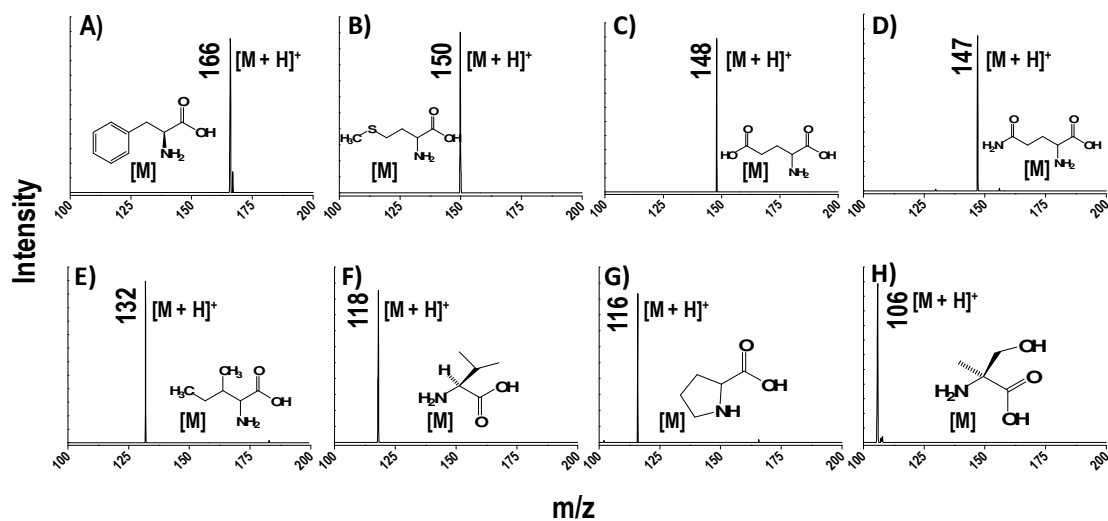 A)
166
[M + H]⁺
O
OH
NH₂
[M]
100 125 150 175 200
B)
150
[M + H]⁺
O
H₃C S OH
NH₂
[M]
100 125 150 175 200
C)
148
[M + H]⁺
O O
HO OH
NH₂
[M]
100 125 150 175 200
D)
147
[M + H]⁺
O O
H₂N OH
NH₂
[M]
100 125 150 175 200
Intensity
E)
132
[M + H]⁺
CH₃ O
H₃C OH
NH₂
[M]
100 125 150 175 200
F)
118
[M + H]⁺
H
OH
H₂N
O
[M]
100 125 150 175 200
G)
116
[M + H]⁺
O
OH
NH
[M]
100 125 150 175 200
H)
106
[M + H]⁺
OH
H₂N O
OH
[M]
100 125 150 175 200
m/z